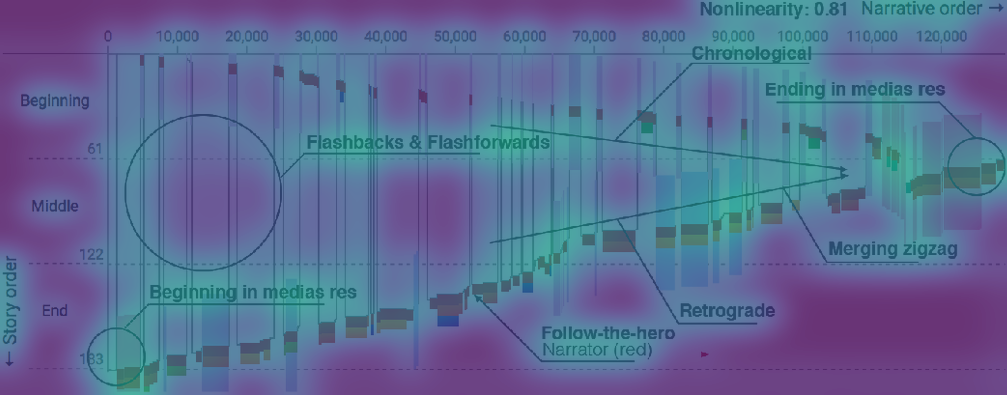 Nonlinearity: 0.81 Narrative order →
0 10,000 20,000 30,000 40,000 50,000 60,000 70,000 80,000 90,000 100,000 110,000 120,000
Chronological
Ending in medias res
Beginning
Flashbacks & Flashforwards
61
Middle
Merging zigzag
122
← Story order
Beginning in medias res
End
Retrograde
Follow-the-hero
Narrator (red)
183